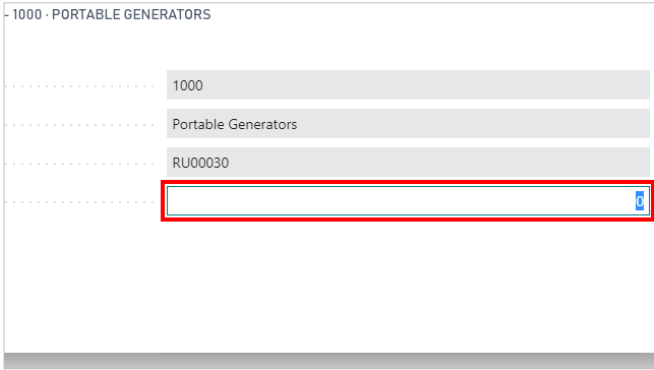 - 1000 · PORTABLE GENERATORS
1000
Portable Generators
RU00030
0